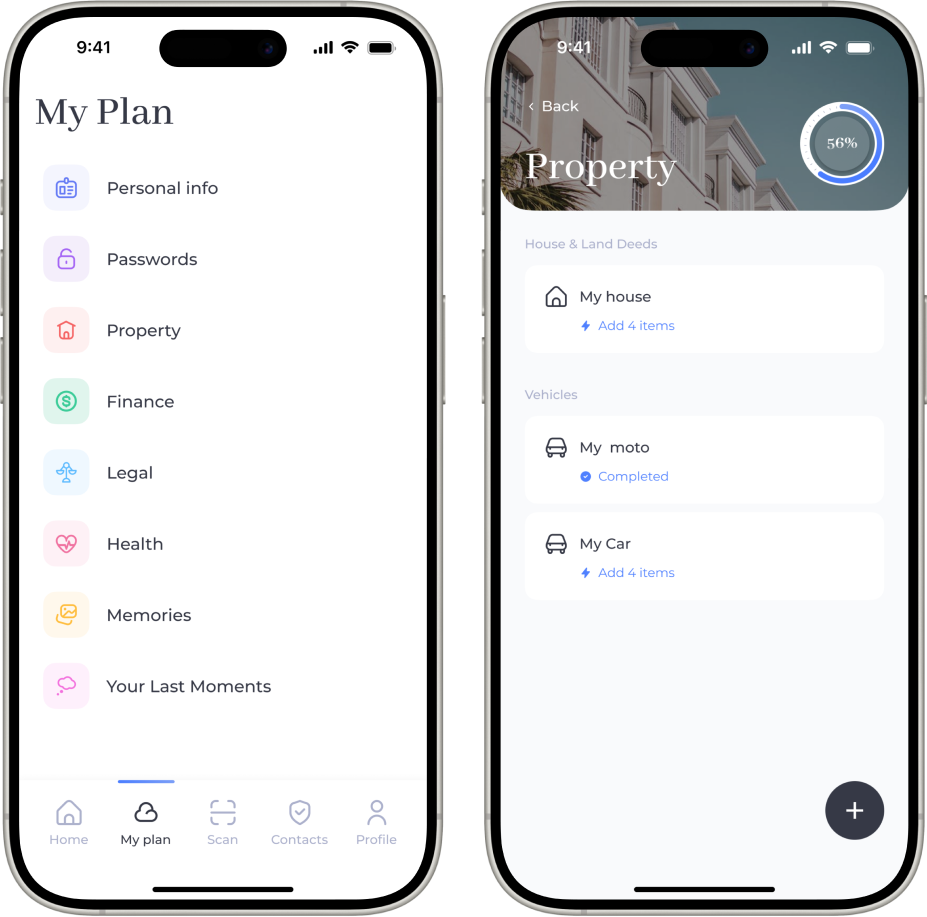 9:41
My Plan
Personal info
Passwords
Property
Finance
Legal
Health
Memories
Your Last Moments
Home
My plan
Scan
Contacts
Profile
9:41
Back
56%
Property
House & Land Deeds
My house
Add 4 items
Vehicles
My  moto
Completed
My Car
Add 4 items